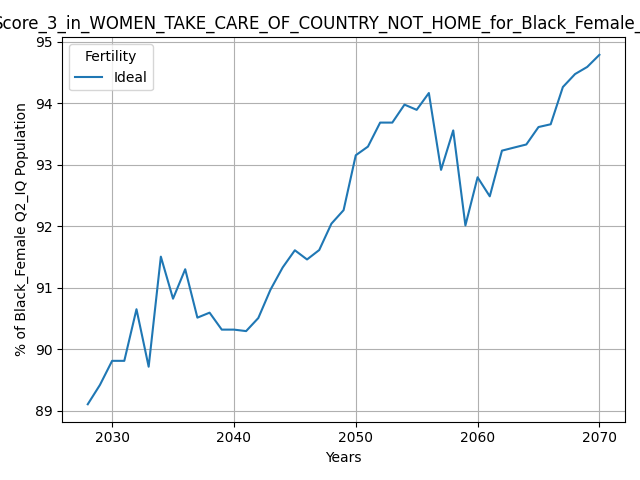 Score_3_in_WOMEN_TAKE_CARE_OF_COUNTRY_NOT_HOME_for_Black_Female_
Fertility
Ideal
% of Black_Female Q2_IQ Population
95
94
93
92
91
90
89
2030 2040 2050 2060 2070
Years